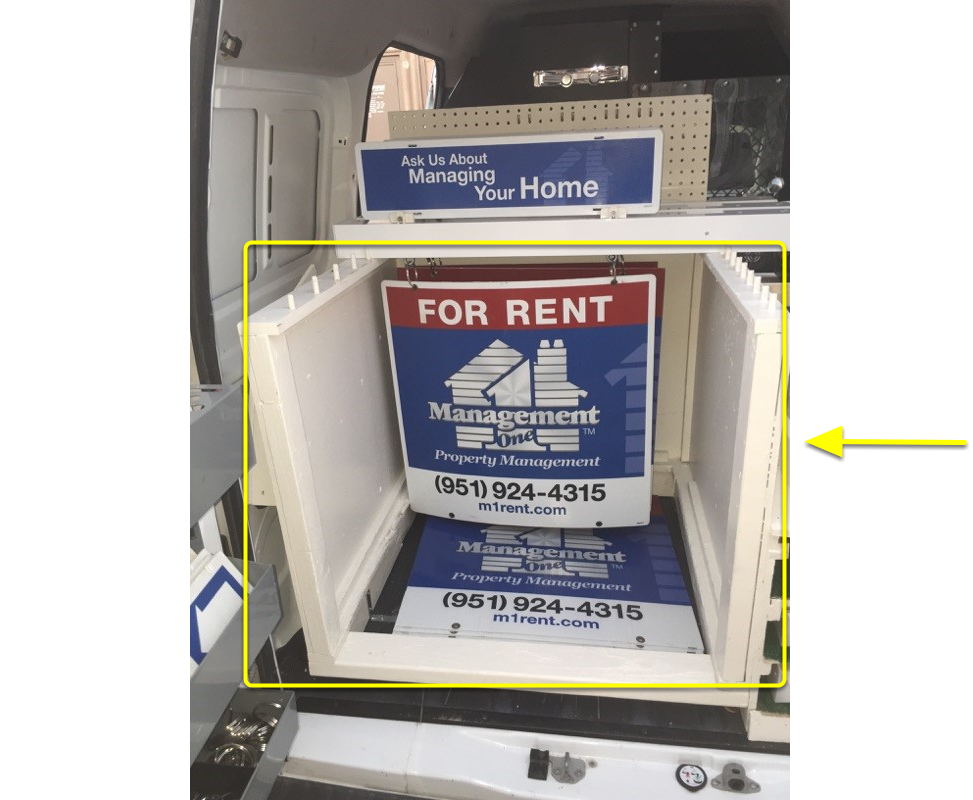 Ask Us About
Managing
Your Home
FOR RENT
Management
One TM
Property Management
(951) 924-4315
m1rent.com
Management
One TM
Property Management
(951) 924-4315
m1rent.com